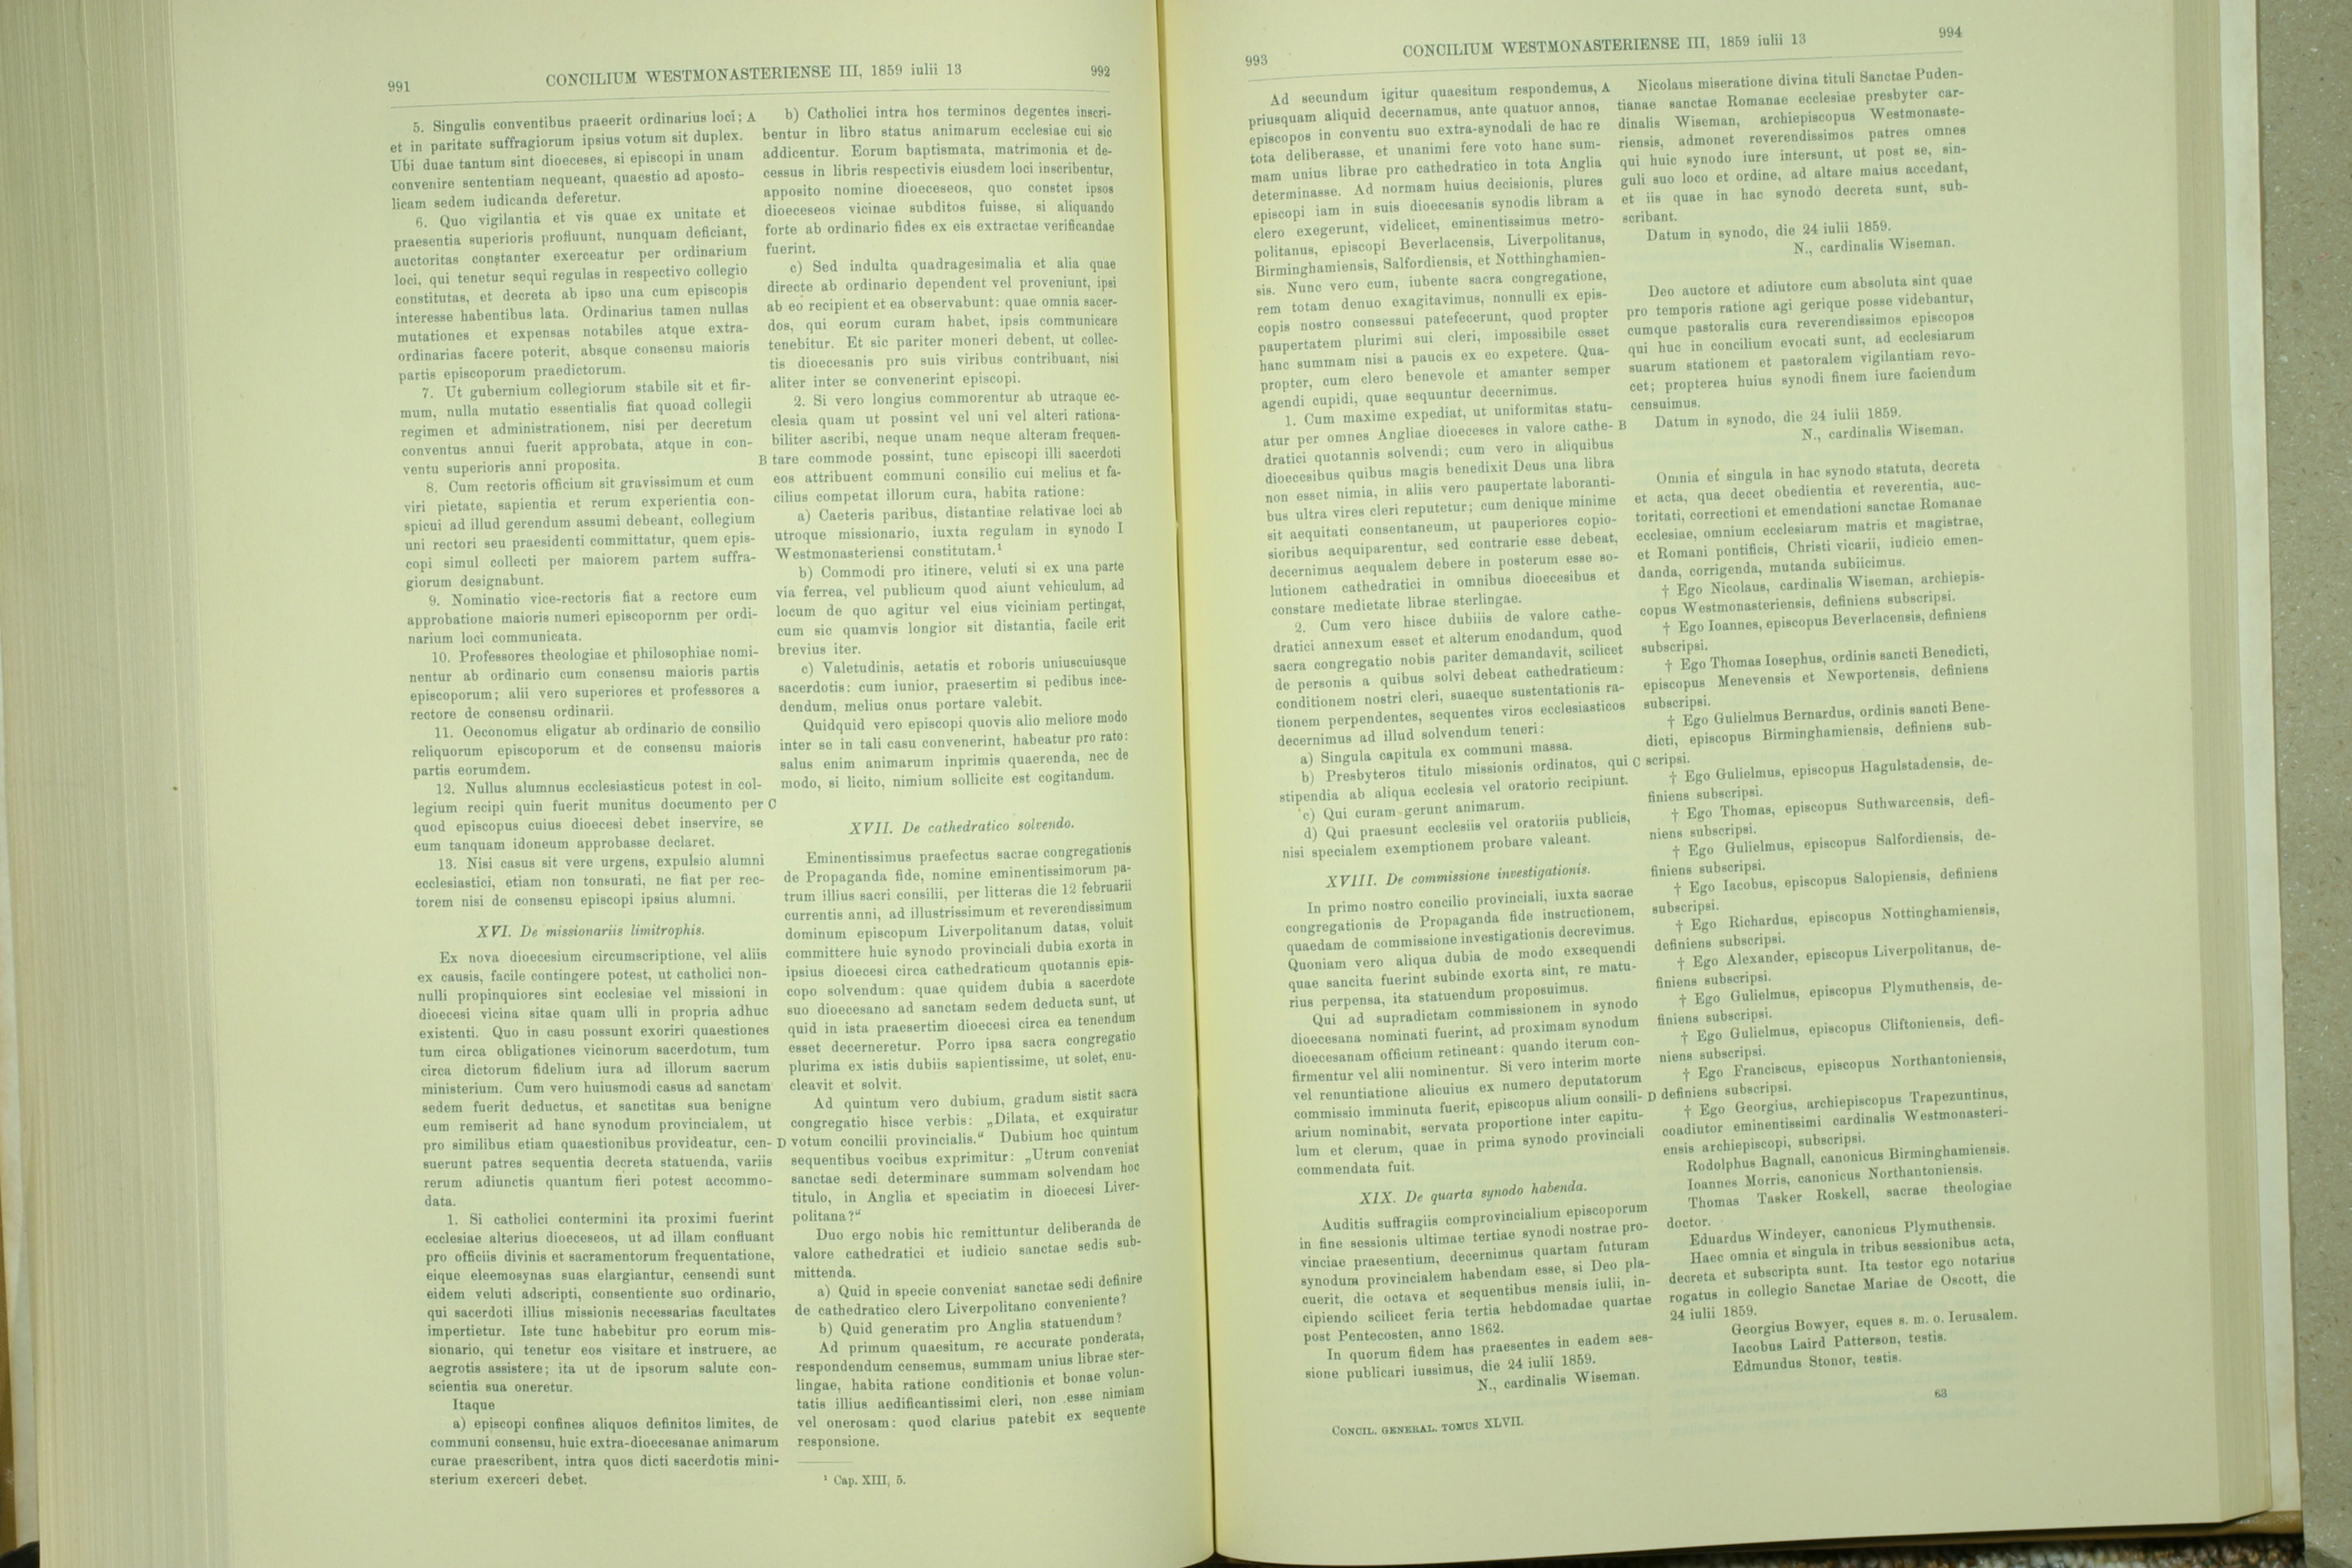 991
CONCILIUM WESTMONASTERIENSE III, 1859 iulii 13
992
5. Singulis conventibus praeerit ordinarius loci; A
et in paritate suffragiorum ipsius votum sit duplex.
Ubi duae tantum sint dioeceses, si episcopi in unam
convenire sententiam nequeant, quaestio ad aposto-
licam sedem iudicanda deferetur.
6. Quo vigilantia et vis quae ex unitate et
praesentia superioris profluunt, nunquam deficiant,
auctoritas constanter exerceatur per ordinarium
loci, qui tenetur sequi regulas in respectivo collegio
constitutas, et decreta ab ipso una cum episcopis
interesse habentibus lata. Ordinarius tamen nullas
mutationes et expensas notabiles atque extra-
ordinarias facere poterit, absque consensu maioris
partis episcoporum praedictorum.
7. Ut gubernium collegiorum stabile sit et fir-
mum, nulla mutatio essentialis fiat quoad collegii
regimen et administrationem, nisi per decretum
conventus annui fuerit approbata, atque in con-
ventu superioris anni proposita.
8. Cum rectoris officium sit gravissimum et cum
viri pietate, sapientia et rerum experientia con-
spicui ad illud gerendum assumi debeant, collegium
uni rectori seu praesidenti committatur, quem epis-
copi simul collecti per maiorem partem suffra-
giorum designabunt.
9. Nominatio vice-rectoris fiat a rectore cum
approbatione maioris numeri episcopornm per ordi-
narium loci communicata.
10. Professores theologiae et philosophiae nomi-
nentur ab ordinario cum consensu maioris partis
episcoporum; alii vero superiores et professores a
rectore de consensu ordinarii.
11. Oeconomus eligatur ab ordinario de consilio
reliquorum episcoporum et de consensu maioris
partis eorumdem.
12. Nullus alumnus ecclesiasticus potest in col-
legium recipi quin fuerit munitus documento per C
quod episcopus cuius dioecesi debet inservire, se
eum tanquam idoneum approbasse declaret.
13. Nisi casus sit vere urgens, expulsio alumni
ecclesiastici, etiam non tonsurati, ne fiat per rec-
torem nisi de consensu episcopi ipsius alumni.
XVI. De missionariis limitrophis.
Ex nova dioecesium circumscriptione, vel aliis
ex causis, facile contingere potest, ut catholici non-
nulli propinquiores sint ecclesiae vel missioni in
dioecesi vicina sitae quam ulli in propria adhuc
existenti. Quo in casu possunt exoriri quaestiones
tum circa obligationes vicinorum sacerdotum, tum
circa dictorum fidelium iura ad illorum sacrum
ministerium. Cum vero huiusmodi casus ad sanctam
sedem fuerit deductus, et sanctitas sua benigne
eum remiserit ad hanc synodum provincialem, ut
pro similibus etiam quaestionibus provideatur, cen- D
suerunt patres sequentia decreta statuenda, variis
rerum adiunctis quantum fieri potest accommo-
data.
1. Si catholici contermini ita proximi fuerint
ecclesiae alterius dioeceseos, ut ad illam confluant
pro officiis divinis et sacramentorum frequentatione,
eique eleemosynas suas elargiantur, censendi sunt
eidem veluti adscripti, consentiente suo ordinario,
qui sacerdoti illius missionis necessarias facultates
impertietur. Iste tunc habebitur pro eorum mis-
sionario, qui tenetur eos visitare et instruere, ac
aegrotis assistere; ita ut de ipsorum salute con-
scientia sua oneretur.
Itaque
a) episcopi confines aliquos definitos limites, de
communi consensu, huic extra-dioecesanae animarum
curae praescribent, intra quos dicti sacerdotis mini-
sterium exerceri debet.
b) Catholici intra hos terminos degentes inscri-
bentur in libro status animarum ecclesiae cui sic
addicentur. Eorum baptismata, matrimonia et de-
cessus in libris respectivis eiusdem loci inscribentur,
apposito nomine dioeceseos, quo constet ipsos
dioeceseos vicinae subditos fuisse, si aliquando
forte ab ordinario fides ex eis extractae verificandae
fuerint.
c) Sed indulta quadragesimalia et alia quae
directe ab ordinario dependent vel proveniunt, ipsi
ab eo recipient et ea observabunt: quae omnia sacer-
dos, qui eorum curam habet, ipsis communicare
tenebitur. Et sic pariter moneri debent, ut collec-
tis dioecesanis pro suis viribus contribuant, nisi
aliter inter se convenerint episcopi.
2. Si vero longius commorentur ab utraque ec-
clesia quam ut possint vel uni vel alteri rationa-
biliter ascribi, neque unam neque alteram frequen-
B tare commode possint, tunc episcopi illi sacerdoti
eos attribuent communi consilio cui melius et fa-
cilius competat illorum cura, habita ratione:
a) Caeteris paribus, distantiae relativae loci ab
utroque missionario, iuxta regulam in synodo I
Westmonasteriensi constitutam.¹
b) Commodi pro itinere, veluti si ex una parte
via ferrea, vel publicum quod aiunt vehiculum, ad
locum de quo agitur vel eius viciniam pertingat,
cum sic quamvis longior sit distantia, facile erit
brevius iter.
c) Valetudinis, aetatis et roboris uniuscuiusque
sacerdotis: cum iunior, praesertim si pedibus ince-
dendum, melius onus portare valebit.
Quidquid vero episcopi quovis alio meliore modo
inter se in tali casu convenerint, habeatur pro rato:
salus enim animarum inprimis quaerenda, nec de
modo, si licito, nimium sollicite est cogitandum.
XVII. De cathedratico solvendo.
Eminentissimus praefectus sacrae congregationis
de Propaganda fide, nomine eminentissimorum pa-
trum illius sacri consilii, per litteras die 12 februarii
currentis anni, ad illustrissimum et reverendissimum
dominum episcopum Liverpolitanum datas, voluit
committere huic synodo provinciali dubia exorta in
ipsius dioecesi circa cathedraticum quotannis epis-
copo solvendum: quae quidem dubia a sacerdote
suo dioecesano ad sanctam sedem deducta sunt, ut
quid in ista praesertim dioecesi circa ea tenendum
esset decerneretur. Porro ipsa sacra congregatio
plurima ex istis dubiis sapientissime, ut solet, enu-
cleavit et solvit.
Ad quintum vero dubium, gradum sistit sacra
congregatio hisce verbis: „Dilata, et exquiratur
votum concilii provincialis.“ Dubium hoc quintum
sequentibus vocibus exprimitur: „Utrum conveniat
sanctae sedi determinare summam solvendam hoc
titulo, in Anglia et speciatim in dioecesi Liver-
politana?“
Duo ergo nobis hic remittuntur deliberanda de
valore cathedratici et iudicio sanctae sedis sub-
mittenda.
a) Quid in specie conveniat sanctae sedi definire
de cathedratico clero Liverpolitano conveniente?
b) Quid generatim pro Anglia statuendum?
Ad primum quaesitum, re accurate ponderata,
respondendum censemus, summam unius librae ster-
lingae, habita ratione conditionis et bonae volun-
tatis illius aedificantissimi cleri, non esse nimiam
vel onerosam: quod clarius patebit ex sequente
responsione.
¹ Cap. XIII, 5.
993
CONCILIUM WESTMONASTERIENSE III, 1859 iulii 13
994
Ad secundum igitur quaesitum respondemus, A
priusquam aliquid decernamus, ante quatuor annos,
episcopos in conventu suo extra-synodali de hac re
tota deliberasse, et unanimi fere voto hanc sum-
mam unius librae pro cathedratico in tota Anglia
determinasse. Ad normam huius decisionis, plures
episcopi iam in suis dioecesanis synodis libram a
clero exegerunt, videlicet, eminentissimus metro-
politanus, episcopi Beverlacensis, Liverpolitanus,
Birminghamiensis, Salfordiensis, et Notthinghamien-
sis. Nunc vero cum, iubente sacra congregatione,
rem totam denuo exagitavimus, nonnulli ex epis-
copis nostro consessui patefecerunt, quod propter
paupertatem plurimi sui cleri, impossibile esset
hanc summam nisi a paucis ex eo expetere. Qua-
propter, cum clero benevole et amanter semper
agendi cupidi, quae sequuntur decernimus.
1. Cum maxime expediat, ut uniformitas statu-
atur per omnes Angliae dioeceses in valore cathe- B
dratici quotannis solvendi; cum vero in aliquibus
dioecesibus quibus magis benedixit Deus una libra
non esset nimia, in aliis vero paupertate laboranti-
bus ultra vires cleri reputetur; cum denique minime
sit aequitati consentaneum, ut pauperiores copio-
sioribus aequiparentur, sed contrarie esse debeat,
decernimus aequalem debere in posterum esse so-
lutionem cathedratici in omnibus dioecesibus et
constare medietate librae sterlingae.
2. Cum vero hisce dubiiis de valore cathe-
dratici annexum esset et alterum enodandum, quod
sacra congregatio nobis pariter demandavit, scilicet
de personis a quibus solvi debeat cathedraticum:
conditionem nostri cleri, suaeque sustentationis ra-
tionem perpendentes, sequentes viros ecclesiasticos
decernimus ad illud solvendum teneri:
a) Singula capitula ex communi massa.
b) Presbyteros titulo missionis ordinatos, qui C
stipendia ab aliqua ecclesia vel oratorio recipiunt.
c) Qui curam gerunt animarum.
d) Qui praesunt ecclesiis vel oratoriis publicis,
nisi specialem exemptionem probare valeant.
XVIII. De commissione investigationis.
In primo nostro concilio provinciali, iuxta sacrae
congregationis de Propaganda fide instructionem,
quaedam de commissione investigationis decrevimus.
Quoniam vero aliqua dubia de modo exsequendi
quae sancita fuerint subinde exorta sint, re matu-
rius perpensa, ita statuendum proposuimus.
Qui ad supradictam commissionem in synodo
dioecesana nominati fuerint, ad proximam synodum
dioecesanam officium retineant: quando iterum con-
firmentur vel alii nominentur. Si vero interim morte
vel renuntiatione alicuius ex numero deputatorum
commissio imminuta fuerit, episcopus alium consili- D
arium nominabit, servata proportione inter capitu-
lum et clerum, quae in prima synodo provinciali
commendata fuit.
XIX. De quarta synodo habenda.
Auditis suffragiis comprovincialium episcoporum
in fine sessionis ultimae tertiae synodi nostrae pro-
vinciae praesentium, decernimus quartam futuram
synodum provincialem habendam esse, si Deo pla-
cuerit, die octava et sequentibus mensis iulii, in-
cipiendo scilicet feria tertia hebdomadae quartae
post Pentecosten, anno 1862.
In quorum fidem has praesentes in eadem ses-
sione publicari iussimus, die 24 iulii 1859.
N., cardinalis Wiseman.
CONCIL. GENERAL. TOMUS XLVII.
Nicolaus miseratione divina tituli Sanctae Puden-
tianae sanctae Romanae ecclesiae presbyter car-
dinalis Wiseman, archiepiscopus Westmonaste-
riensis, admonet reverendissimos patres omnes
qui huic synodo iure intersunt, ut post se, sin-
guli suo loco et ordine, ad altare maius accedant,
et iis quae in hac synodo decreta sunt, sub-
scribant.
Datum in synodo, die 24 iulii 1859.
N., cardinalis Wiseman.
Deo auctore et adiutore cum absoluta sint quae
pro temporis ratione agi gerique posse videbantur,
cumque pastoralis cura reverendissimos episcopos
qui huc in concilium evocati sunt, ad ecclesiarum
suarum stationem et pastoralem vigilantiam revo-
cet; propterea huius synodi finem iure faciendum
censuimus.
Datum in synodo, die 24 iulii 1859.
N., cardinalis Wiseman.
Omnia et singula in hac synodo statuta, decreta
et acta, qua decet obedientia et reverentia, auc-
toritati, correctioni et emendationi sanctae Romanae
ecclesiae, omnium ecclesiarum matris et magistrae,
et Romani pontificis, Christi vicarii, iudicio emen-
danda, corrigenda, mutanda subiicimus.
† Ego Nicolaus, cardinalis Wiseman, archiepis-
copus Westmonasteriensis, definiens subscripsi.
† Ego Ioannes, episcopus Beverlacensis, definiens
subscripsi.
† Ego Thomas Iosephus, ordinis sancti Benedicti,
episcopus Menevensis et Newportensis, definiens
subscripsi.
† Ego Gulielmus Bernardus, ordinis sancti Bene-
dicti, episcopus Birminghamiensis, definiens sub-
scripsi.
† Ego Gulielmus, episcopus Hagulstadensis, de-
finiens subscripsi.
† Ego Thomas, episcopus Suthwarcensis, defi-
niens subscripsi.
† Ego Gulielmus, episcopus Salfordiensis, de-
finiens subscripsi.
† Ego Iacobus, episcopus Salopiensis, definiens
subscripsi.
† Ego Richardus, episcopus Nottinghamiensis,
definiens subscripsi.
† Ego Alexander, episcopus Liverpolitanus, de-
finiens subscripsi.
† Ego Gulielmus, episcopus Plymuthensis, de-
finiens subscripsi.
† Ego Gulielmus, episcopus Cliftoniensis, defi-
niens subscripsi.
† Ego Franciscus, episcopus Northantoniensis,
definiens subscripsi.
† Ego Georgius, archiepiscopus Trapezuntinus,
coadiutor eminentissimi cardinalis Westmonasteri-
ensis archiepiscopi, subscripsi.
Rodolphus Bagnall, canonicus Birminghamiensis.
Ioannes Morris, canonicus Northantoniensis.
Thomas Tasker Roskell, sacrae theologiae
doctor.
Eduardus Windeyer, canonicus Plymuthensis.
Haec omnia et singula in tribus sessionibus acta,
decreta et subscripta sunt. Ita testor ego notarius
rogatus in collegio Sanctae Mariae de Oscott, die
24 iulii 1859.
Georgius Bowyer, eques s. m. o. Ierusalem.
Iacobus Laird Patterson, testis.
Edmundus Stonor, testis.
63